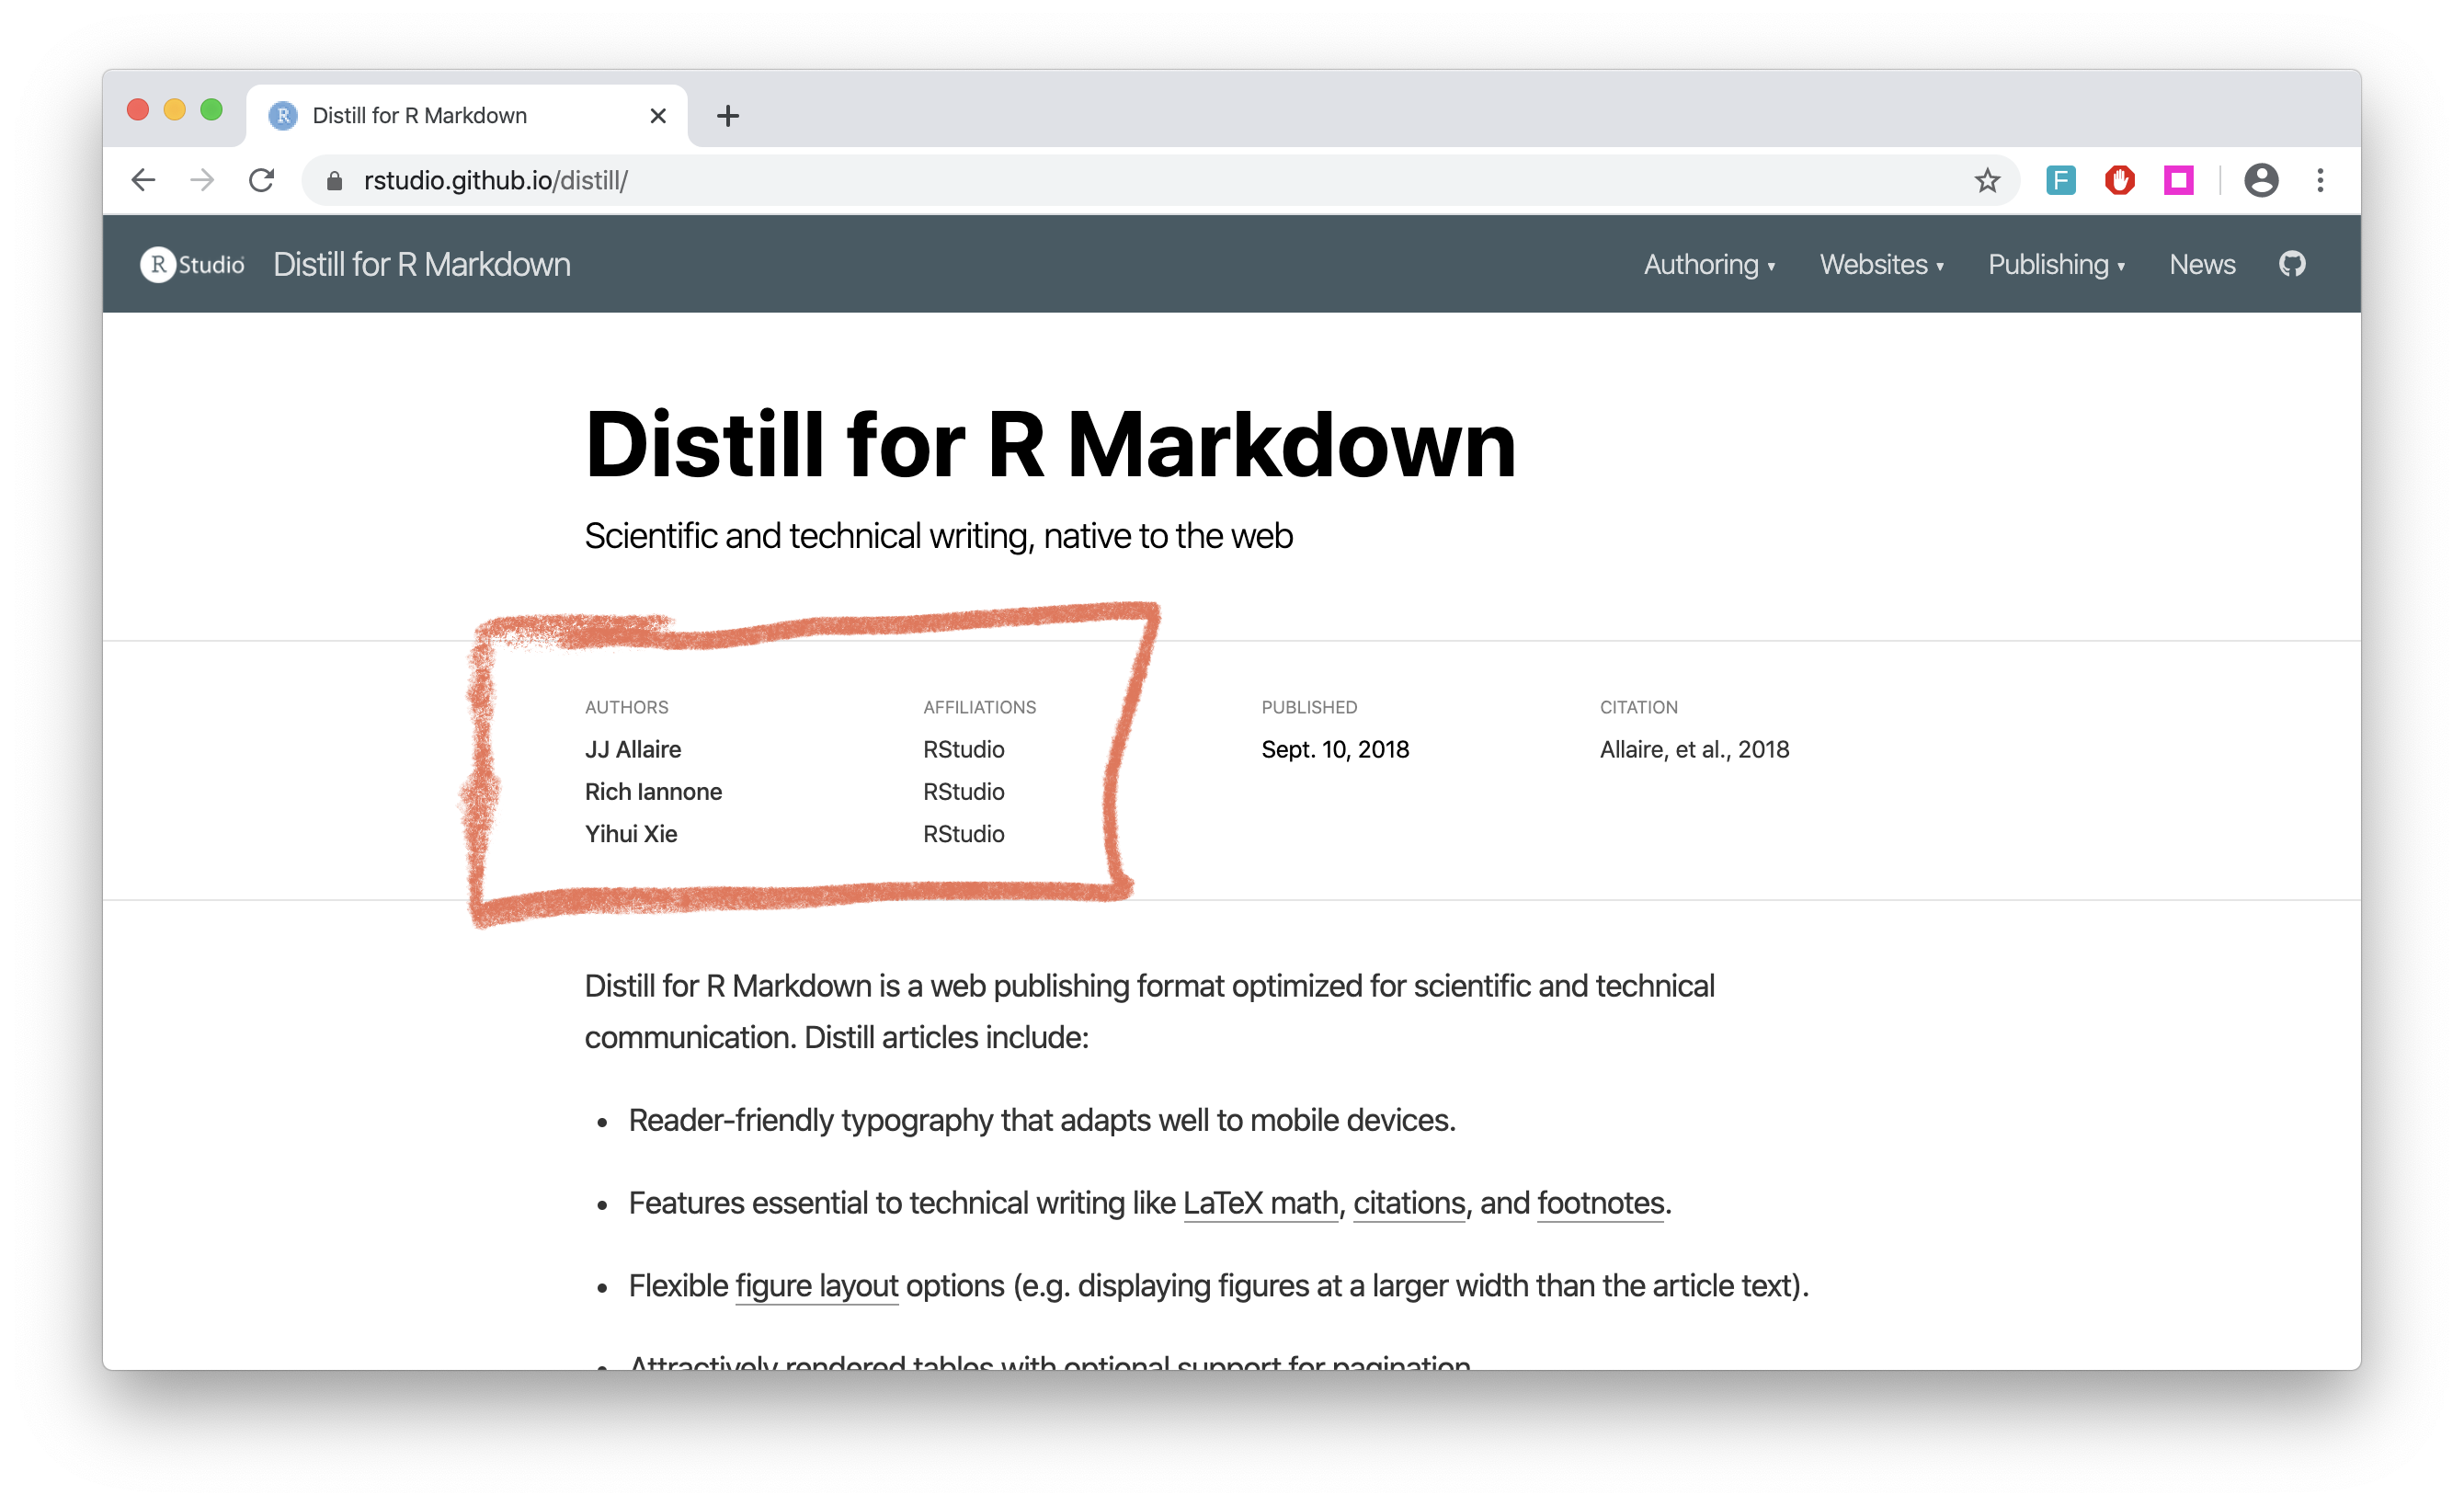 Distill for R Markdown
rstudio.github.io/distill/
F
R Studio Distill for R Markdown Authoring Websites Publishing News
Distill for R Markdown
Scientific and technical writing, native to the web
AUTHORS AFFILIATIONS PUBLISHED CITATION
JJ Allaire RStudio Sept. 10, 2018 Allaire, et al., 2018
Rich Iannone RStudio
Yihui Xie RStudio
Distill for R Markdown is a web publishing format optimized for scientific and technical
communication. Distill articles include:
• Reader-friendly typography that adapts well to mobile devices.
• Features essential to technical writing like LaTeX math, citations, and footnotes.
• Flexible figure layout options (e.g. displaying figures at a larger width than the article text).
• Attractively rendered tables with optional support for pagination.